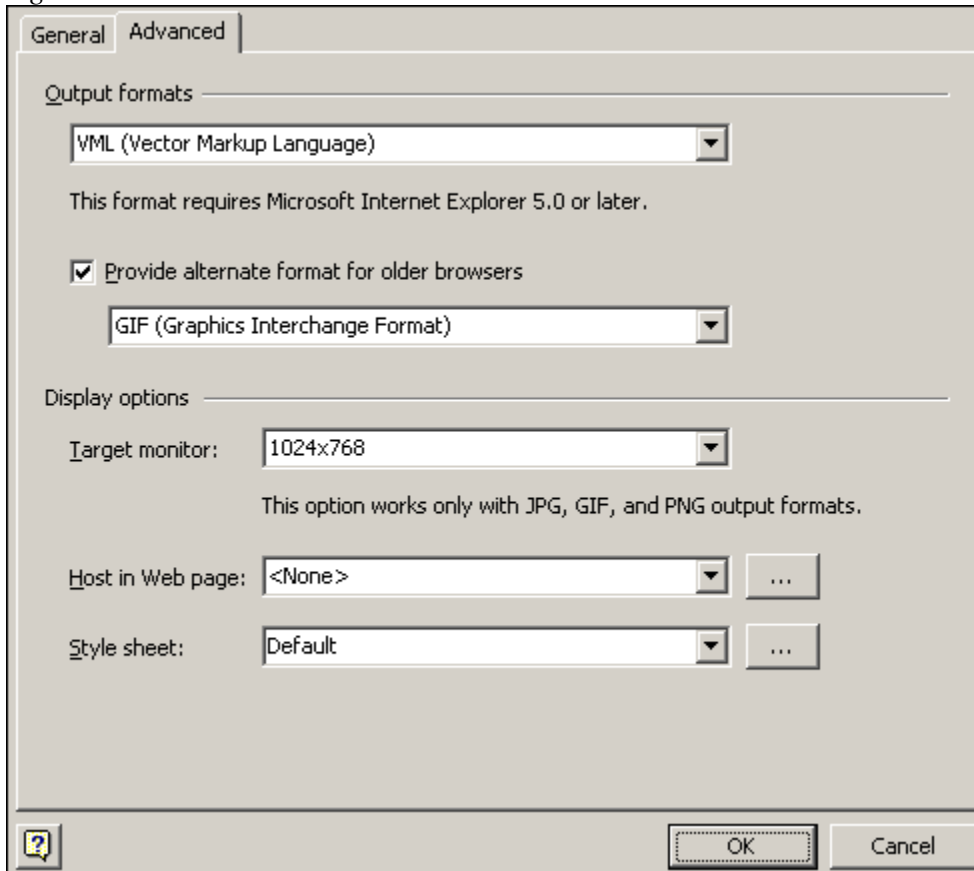 General Advanced
Output formats
VML (Vector Markup Language)
This format requires Microsoft Internet Explorer 5.0 or later.
Provide alternate format for older browsers
GIF (Graphics Interchange Format)
Display options
Target monitor: 1024x768
This option works only with JPG, GIF, and PNG output formats.
Host in Web page: <None> ...
Style sheet: Default ...
? OK Cancel